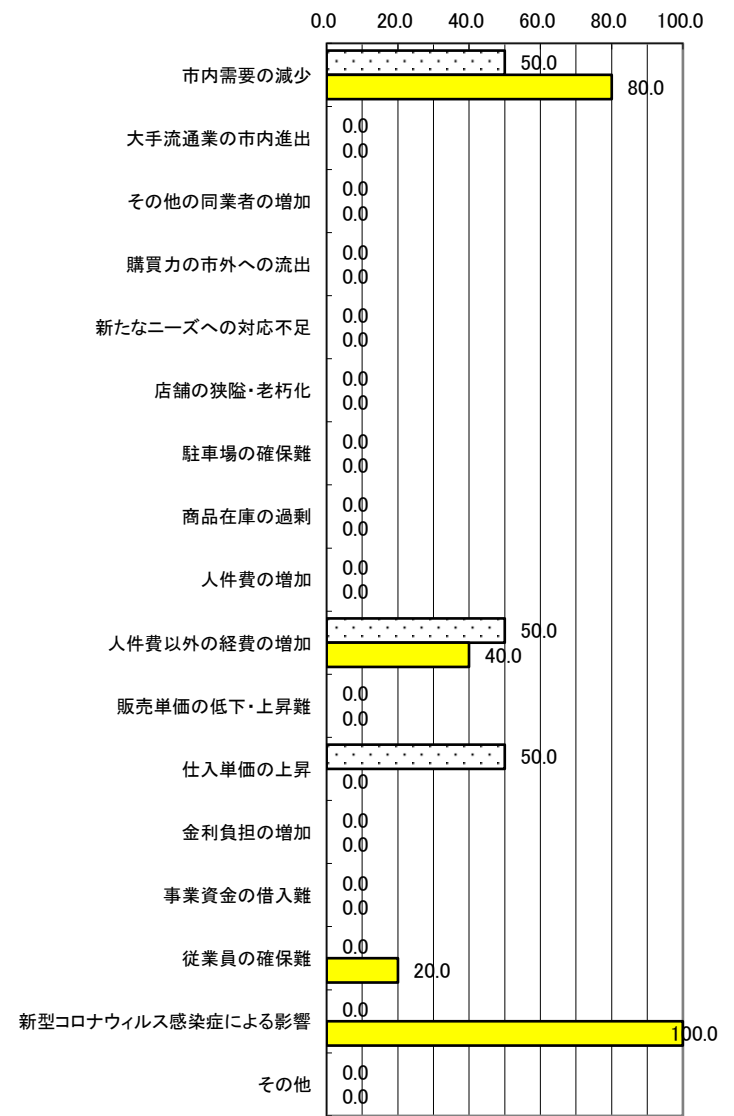 0.0 20.0 40.0 60.0 80.0 100.0
市内需要の減少
50.0
80.0
大手流通業の市内進出
0.0
0.0
その他の同業者の増加
0.0
0.0
購買力の市外への流出
0.0
0.0
新たなニーズへの対応不足
0.0
0.0
店舗の狭隘・老朽化
0.0
0.0
駐車場の確保難
0.0
0.0
商品在庫の過剰
0.0
0.0
人件費の増加
0.0
0.0
人件費以外の経費の増加
50.0
40.0
販売単価の低下・上昇難
0.0
0.0
仕入単価の上昇
50.0
0.0
金利負担の増加
0.0
0.0
事業資金の借入難
0.0
0.0
従業員の確保難
0.0
20.0
新型コロナウィルス感染症による影響
0.0
100.0
その他
0.0
0.0